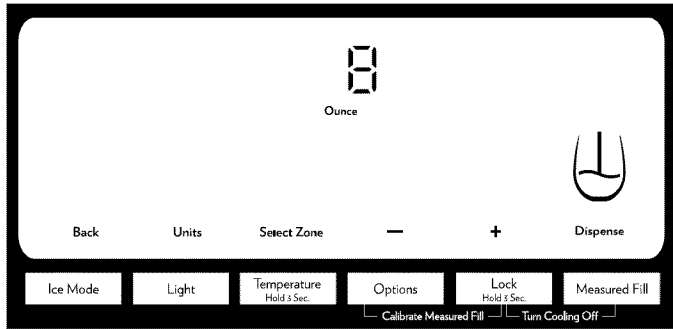 8
Ounce
Back Units Select Zone — + Dispense
Ice Mode Light Temperature Options Lock Measured Fill
Hold 3 Sec. Hold 3 Sec.
Calibrate Measured Fill Turn Cooling Off